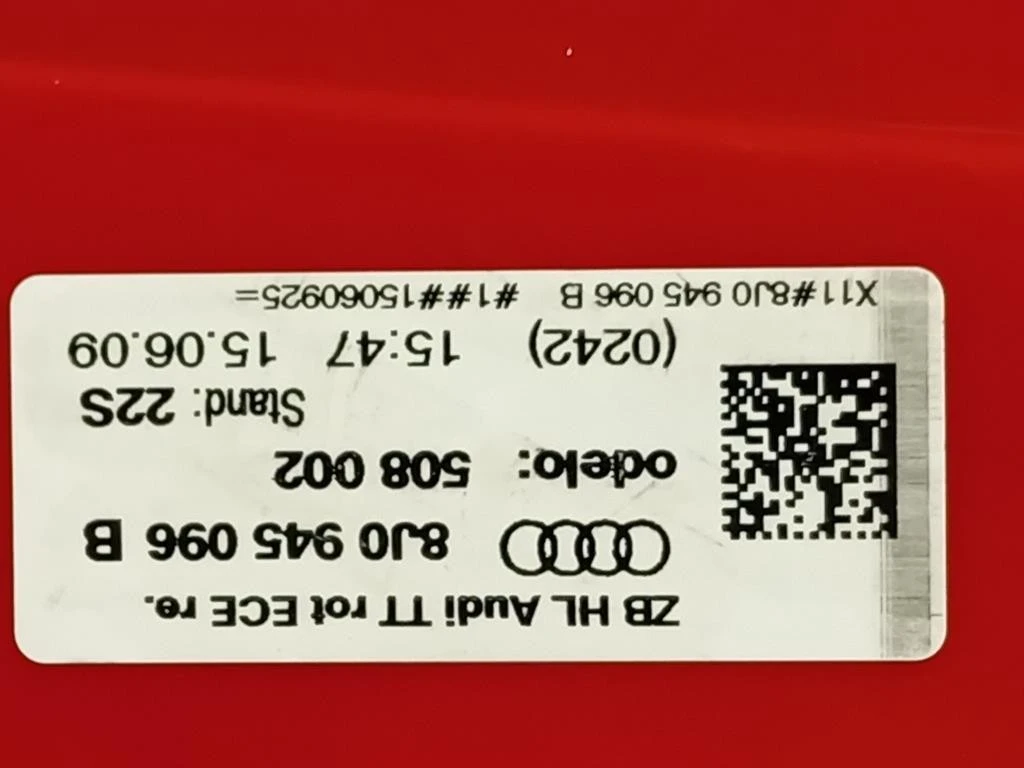 ZB HL Audi TT rot ECE re.
8J0 945 096 B
odelo: 508 002
Stand: 22S
(0242) 15:47 15.06.09
X11#8J0 945 096 B #1##15060925=